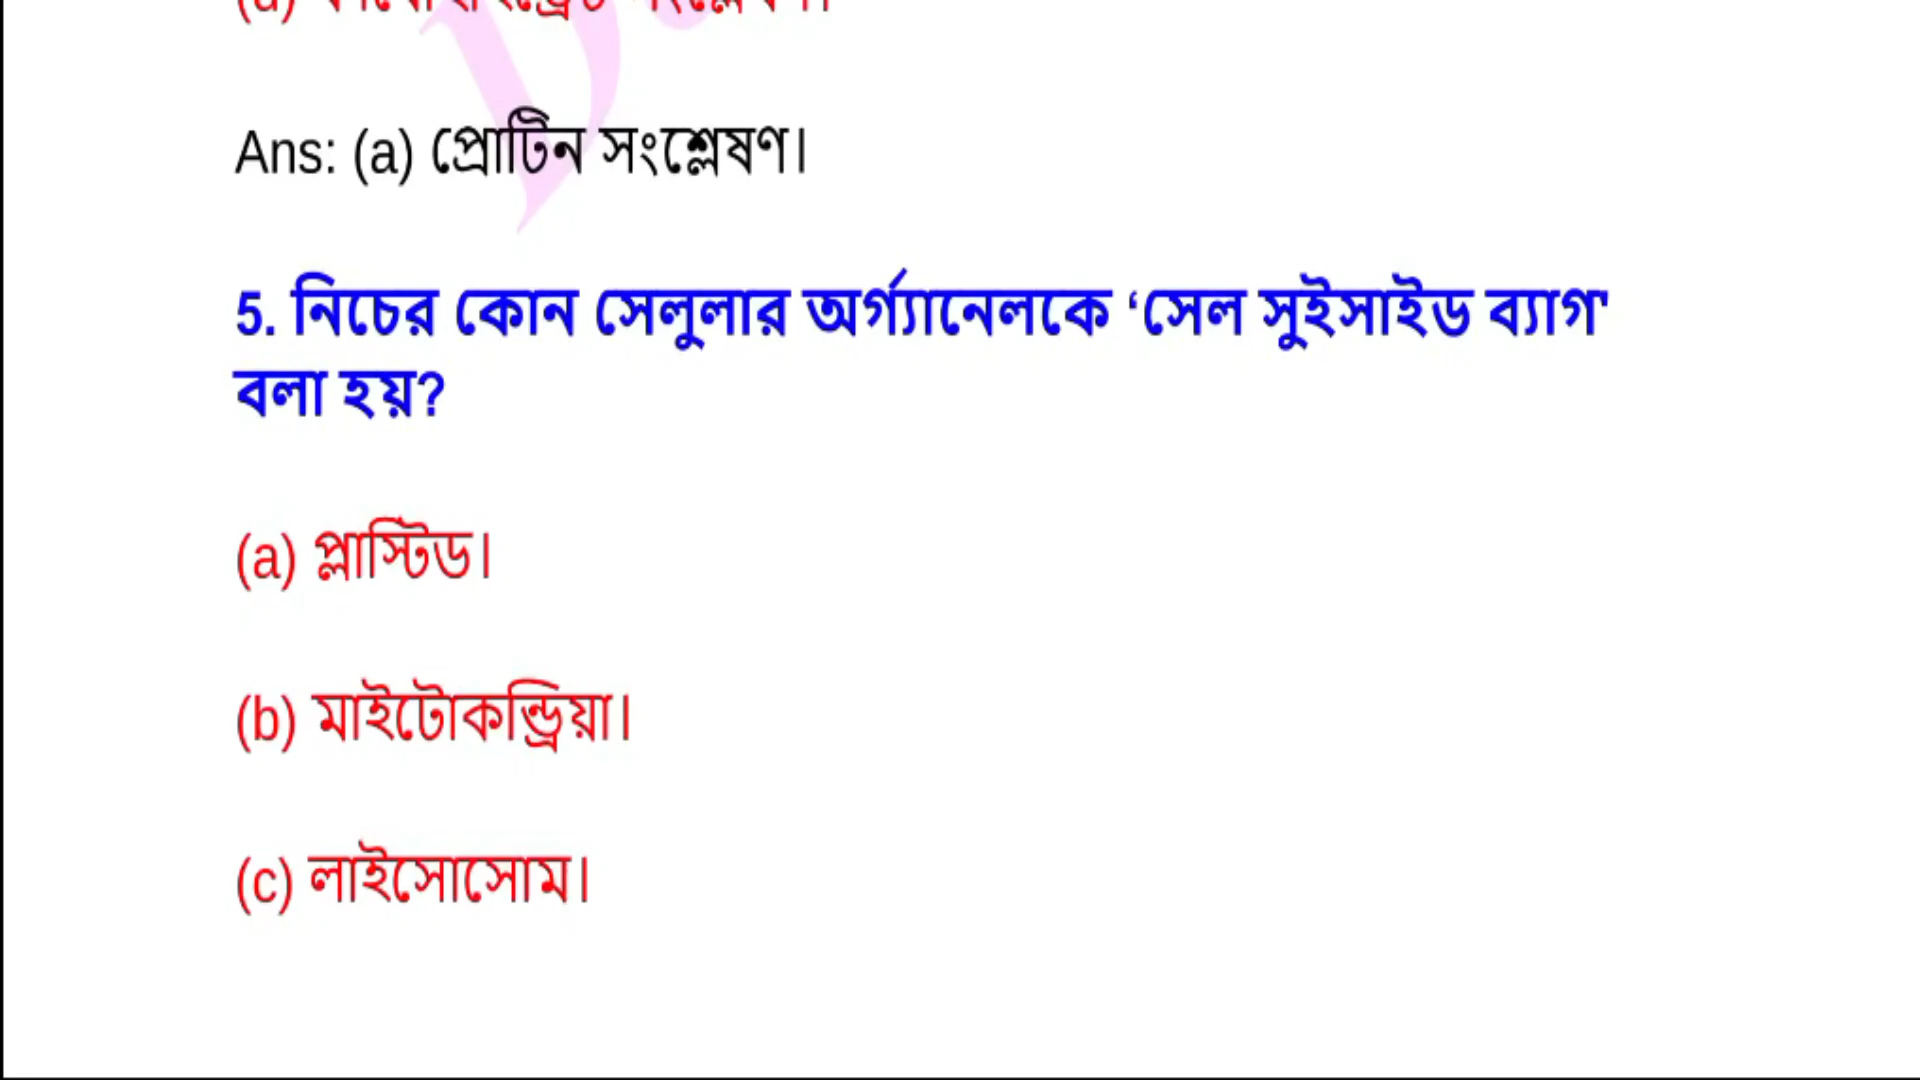 Ans: (a) প্রোটিন সংশ্লেষণ।
5. নিচের কোন সেলুলার অর্গ্যানেলকে ‘সেল সুইসাইড ব্যাগ'
বলা হয়?
(a) প্লাস্টিড।
(b) মাইটোকন্ড্রিয়া।
(c) লাইসোসোম।